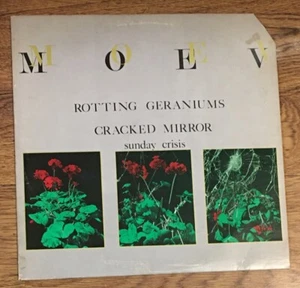 M O E V
ROTTING GERANIUMS
CRACKED MIRROR
sunday crisis